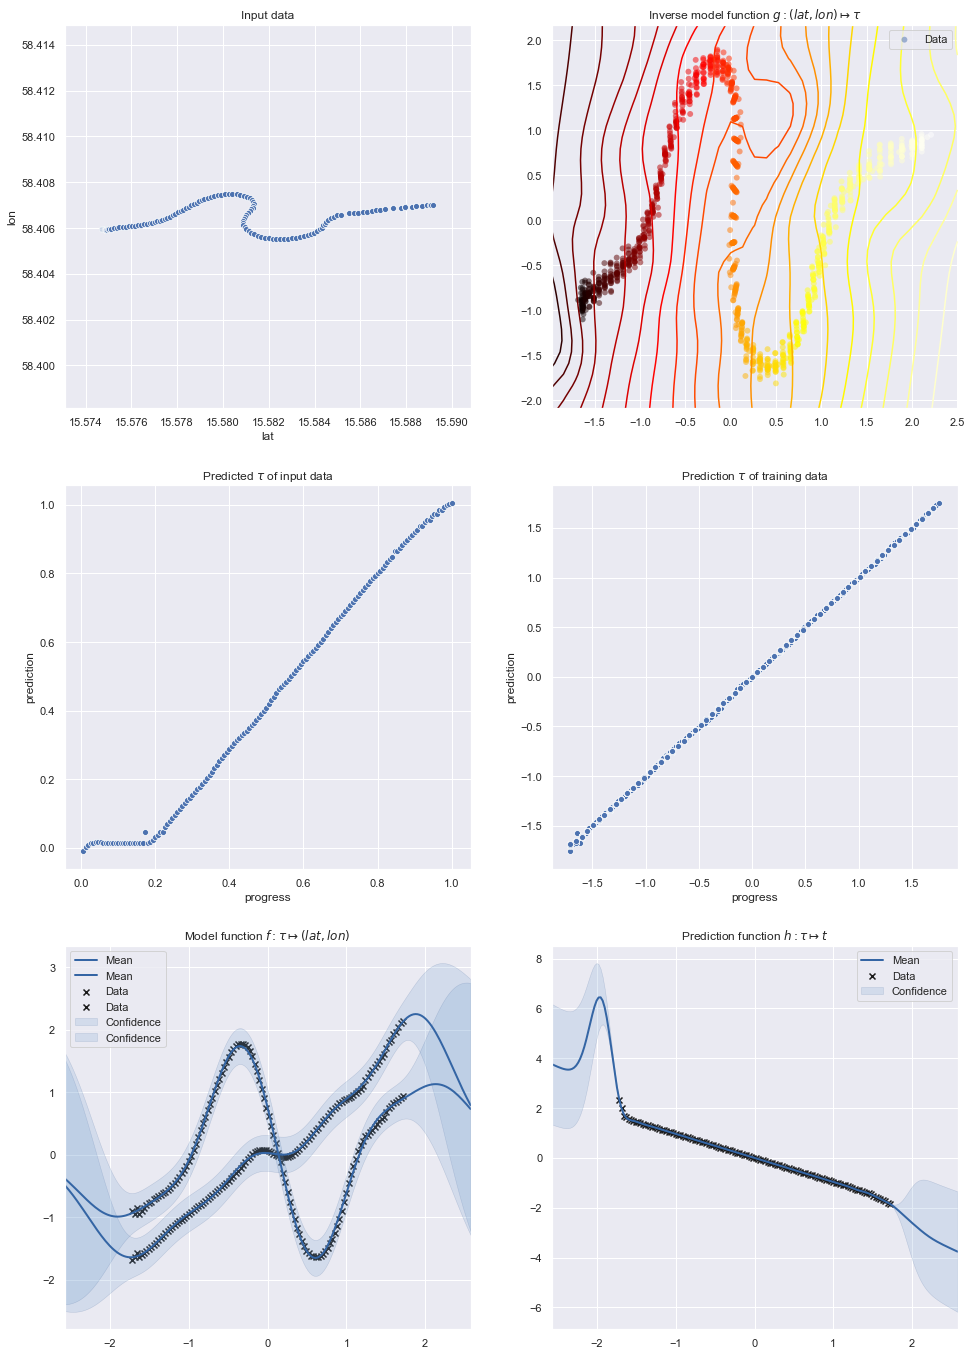 Input data
58.414
58.412
58.410
58.408
58.406
58.404
58.402
58.400
lon
15.574 15.576 15.578 15.580 15.582 15.584 15.586 15.588 15.590
lat
Inverse model function g : (lat, lon) ↦ τ
Data
2.0
1.5
1.0
0.5
0.0
−0.5
−1.0
−1.5
−2.0
−1.5 −1.0 −0.5 0.0 0.5 1.0 1.5 2.0 2.5
Predicted τ of input data
1.0
0.8
0.6
0.4
0.2
0.0
prediction
0.0 0.2 0.4 0.6 0.8 1.0
progress
Prediction τ of training data
1.5
1.0
0.5
0.0
−0.5
−1.0
−1.5
prediction
−1.5 −1.0 −0.5 0.0 0.5 1.0 1.5
progress
Model function f : τ ↦ (lat, lon)
Mean
Mean
Data
Data
Confidence
Confidence
3
2
1
0
−1
−2
−2 −1 0 1 2
Prediction function h : τ ↦ t
Mean
Data
Confidence
8
6
4
2
0
−2
−4
−6
−2 −1 0 1 2